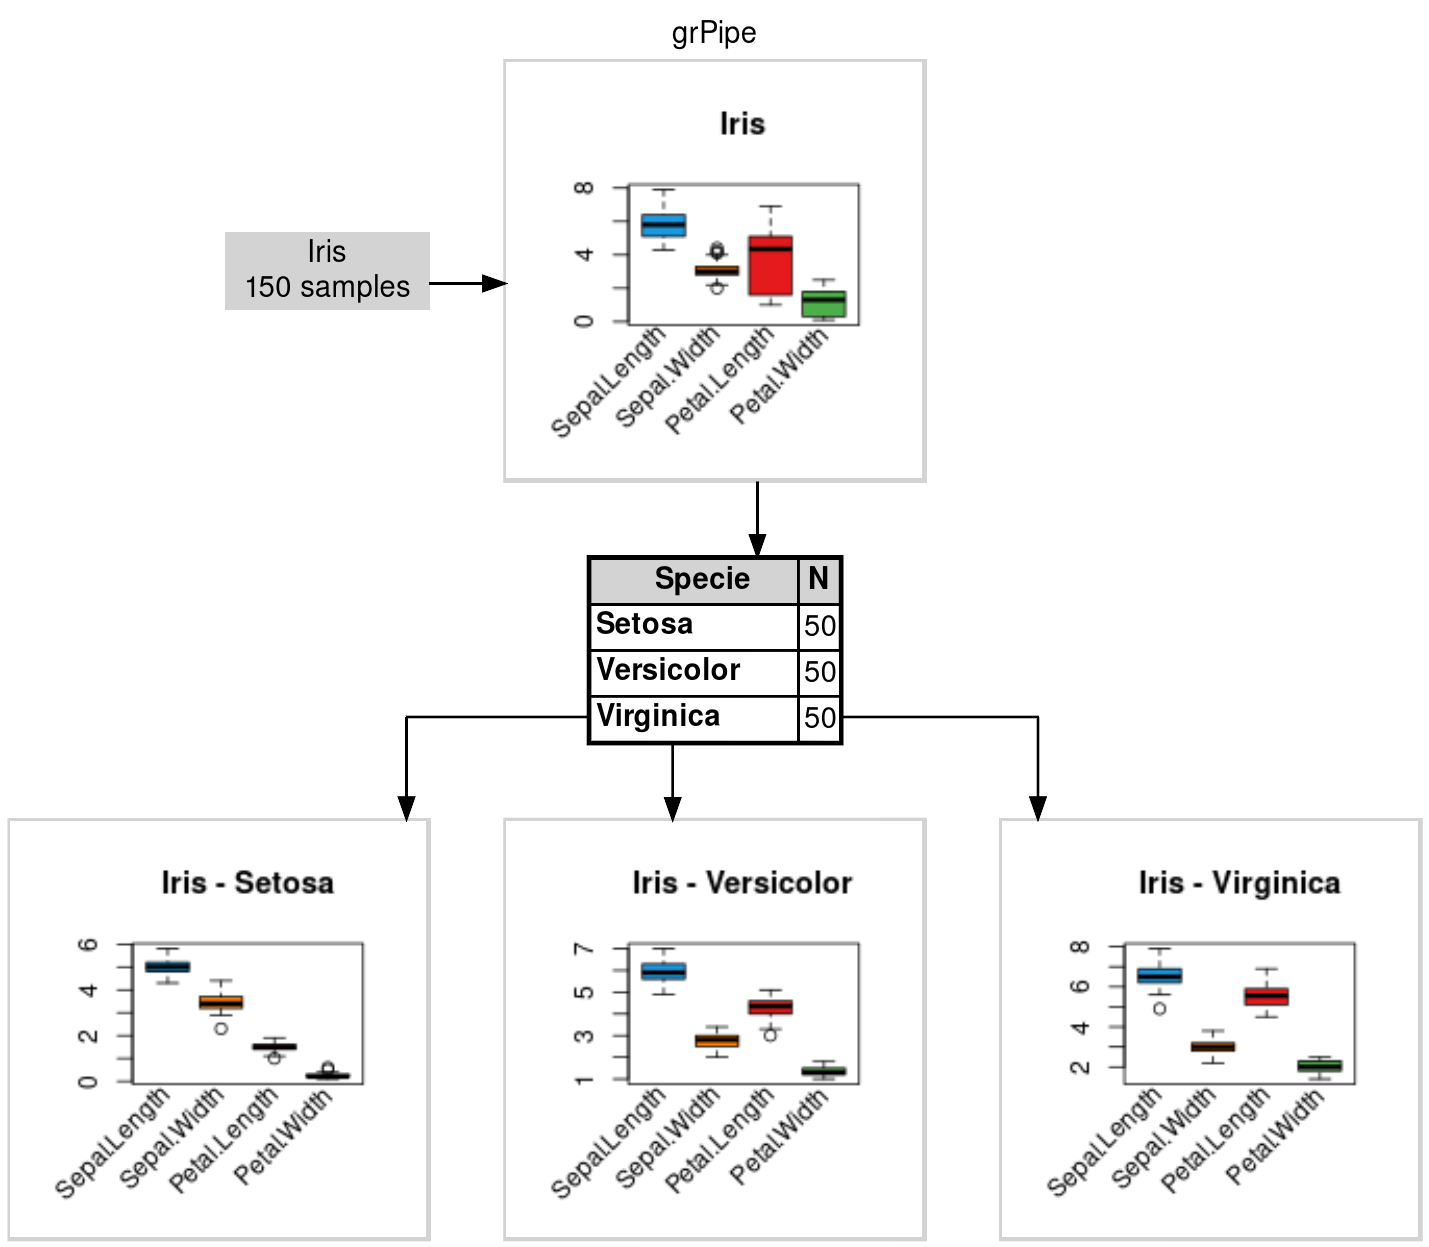 grPipe
Iris
150 samples
Iris
8
4
0
Sepal.Length
Sepal.Width
Petal.Length
Petal.Width
Specie N
Setosa 50
Versicolor 50
Virginica 50
Iris - Setosa
6
4
2
0
Sepal.Length
Sepal.Width
Petal.Length
Petal.Width
Iris - Versicolor
7
5
3
1
Sepal.Length
Sepal.Width
Petal.Length
Petal.Width
Iris - Virginica
8
6
4
2
Sepal.Length
Sepal.Width
Petal.Length
Petal.Width